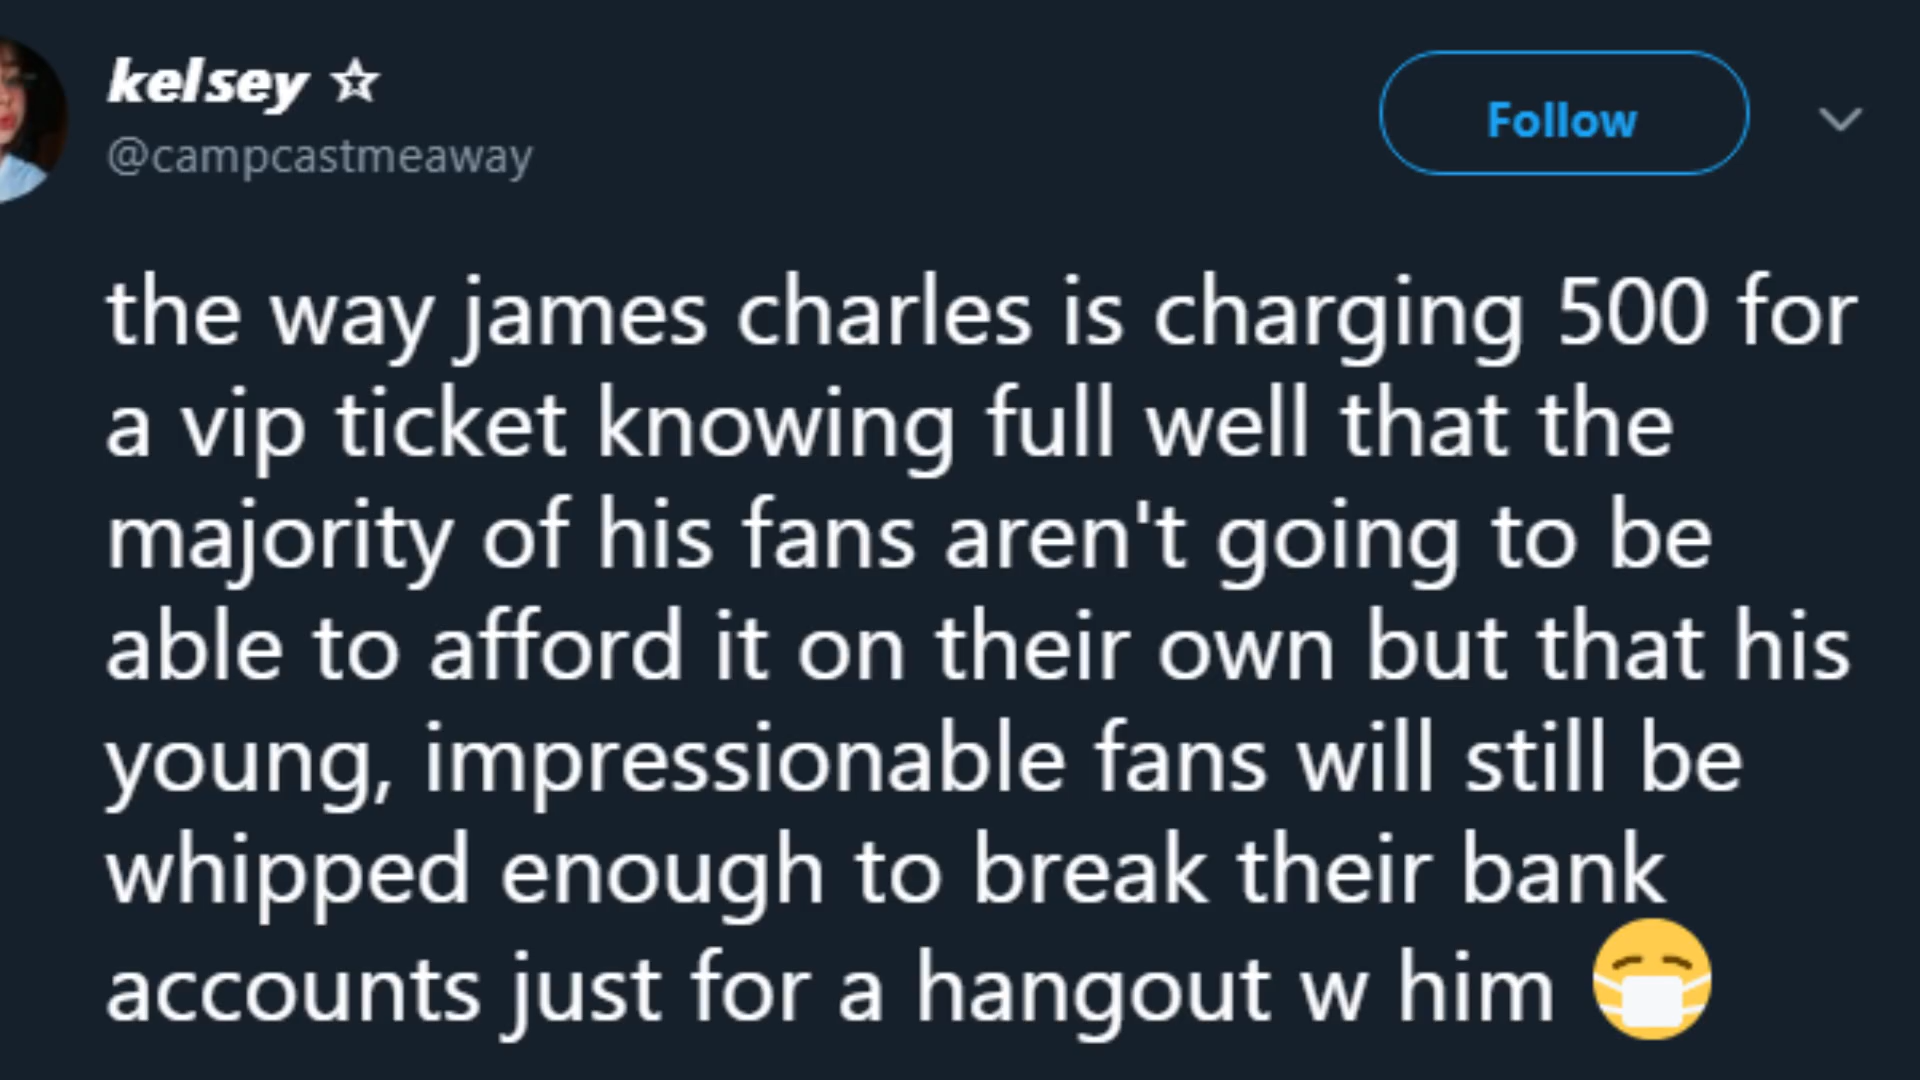 kelsey ☆
@campcastmeaway
Follow
the way james charles is charging 500 for
a vip ticket knowing full well that the
majority of his fans aren't going to be
able to afford it on their own but that his
young, impressionable fans will still be
whipped enough to break their bank
accounts just for a hangout w him 😷